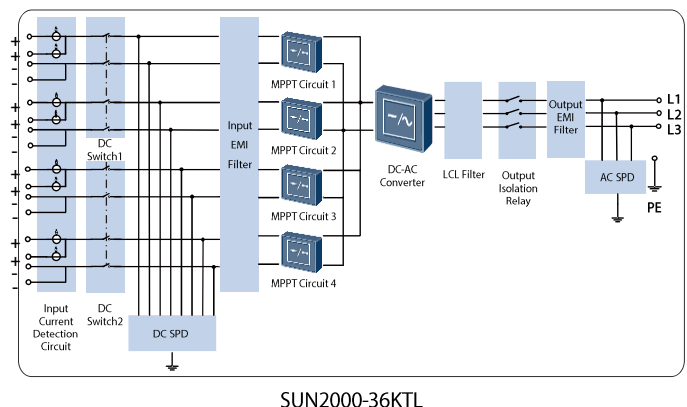 +
+
-
-
+
+
-
-
+
+
-
-
+
+
-
-
DC
Switch1
Input
EMI
Filter
MPPT Circuit 1
MPPT Circuit 2
MPPT Circuit 3
MPPT Circuit 4
DC-AC
Converter
LCL Filter
Output
Isolation
Relay
Output
EMI
Filter
L1
L2
L3
AC SPD
PE
Input
Current
Detection
Circuit
DC
Switch2
DC SPD
SUN2000-36KTL